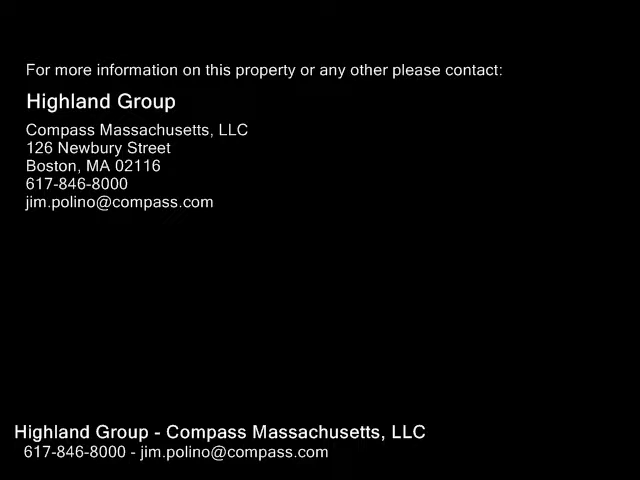 For more information on this property or any other please contact:
Highland Group
Compass Massachusetts, LLC
126 Newbury Street
Boston, MA 02116
617-846-8000
jim.polino@compass.com
Highland Group - Compass Massachusetts, LLC
617-846-8000 - jim.polino@compass.com